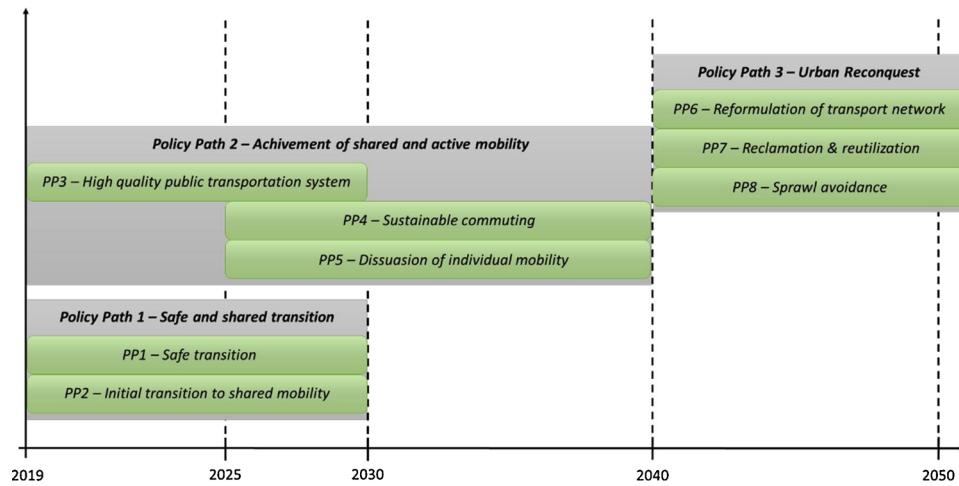 Policy Path 3 – Urban Reconquest
PP6 – Reformulation of transport network
PP7 – Reclamation & reutilization
PP8 – Sprawl avoidance
Policy Path 2 – Achivement of shared and active mobility
PP3 – High quality public transportation system
PP4 – Sustainable commuting
PP5 – Dissuasion of individual mobility
Policy Path 1 – Safe and shared transition
PP1 – Safe transition
PP2 – Initial transition to shared mobility
2019 2025 2030 2040 2050